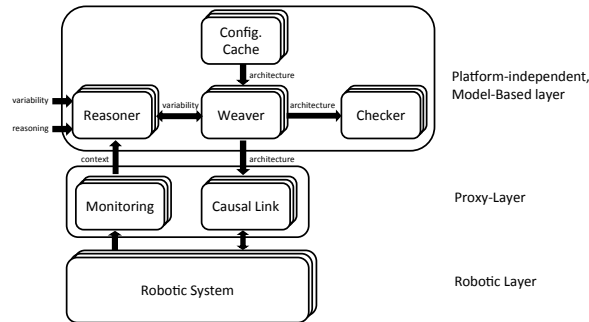 Config.
Cache
architecture
Platform-independent,
Model-Based layer
variability
reasoning
Reasoner
variability
Weaver
architecture
Checker
context
architecture
Monitoring
Causal Link
Proxy-Layer
Robotic System
Robotic Layer